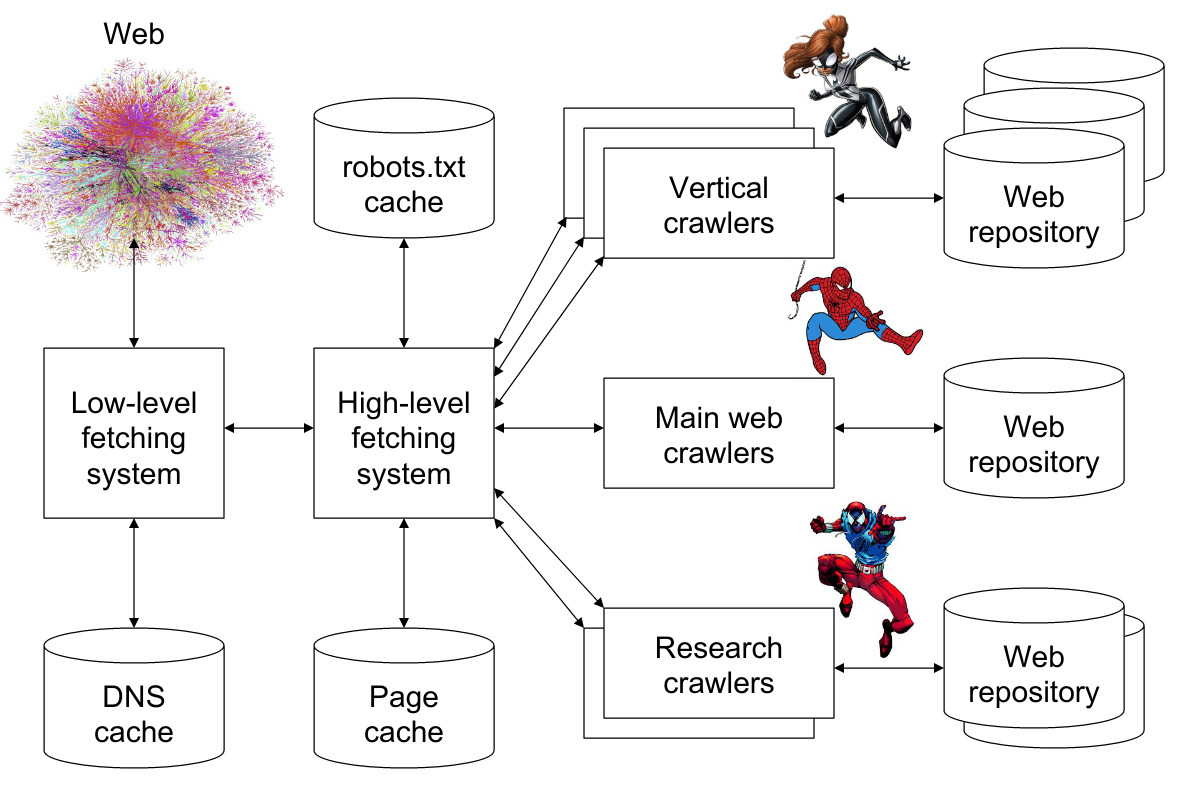 Web
robots.txt
cache
Vertical
crawlers
Web
repository
Low-level
fetching
system
High-level
fetching
system
Main web
crawlers
Web
repository
DNS
cache
Page
cache
Research
crawlers
Web
repository